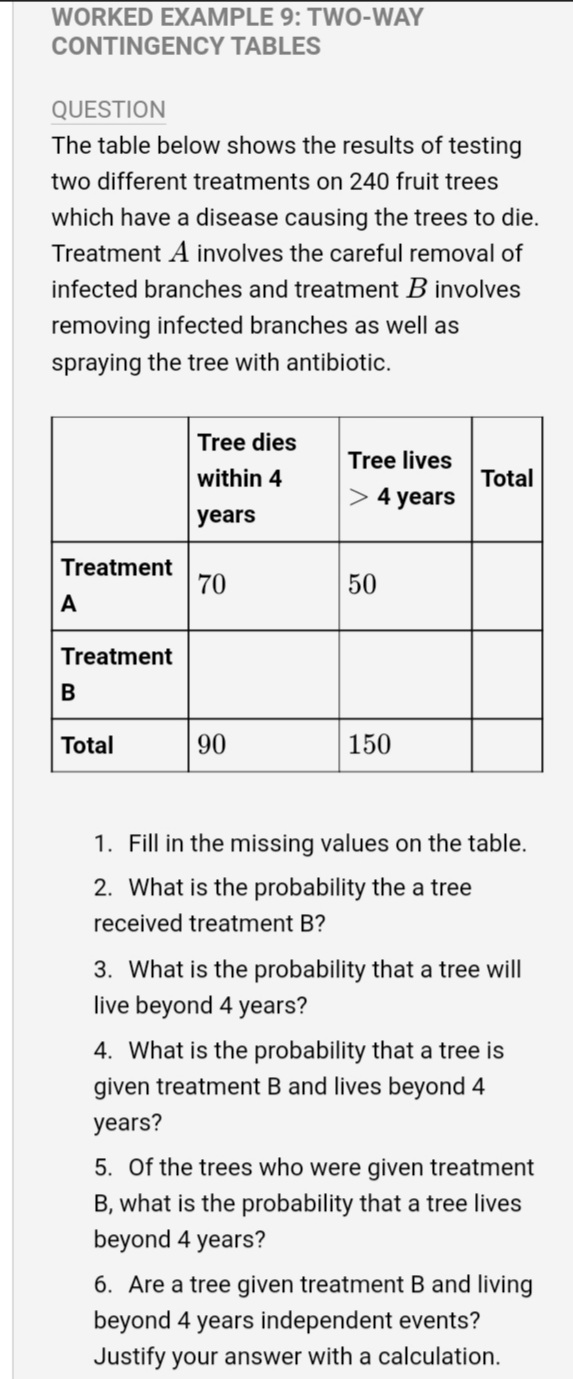 WORKED EXAMPLE 9: TWO-WAY
CONTINGENCY TABLES
QUESTION
The table below shows the results of testing
two different treatments on 240 fruit trees
which have a disease causing the trees to die.
Treatment A involves the careful removal of
infected branches and treatment B involves
removing infected branches as well as
spraying the tree with antibiotic.
Tree dies within 4 years Tree lives > 4 years Total
Treatment A 70 50
Treatment B
Total 90 150
1. Fill in the missing values on the table.
2. What is the probability the a tree
received treatment B?
3. What is the probability that a tree will
live beyond 4 years?
4. What is the probability that a tree is
given treatment B and lives beyond 4
years?
5. Of the trees who were given treatment
B, what is the probability that a tree lives
beyond 4 years?
6. Are a tree given treatment B and living
beyond 4 years independent events?
Justify your answer with a calculation.